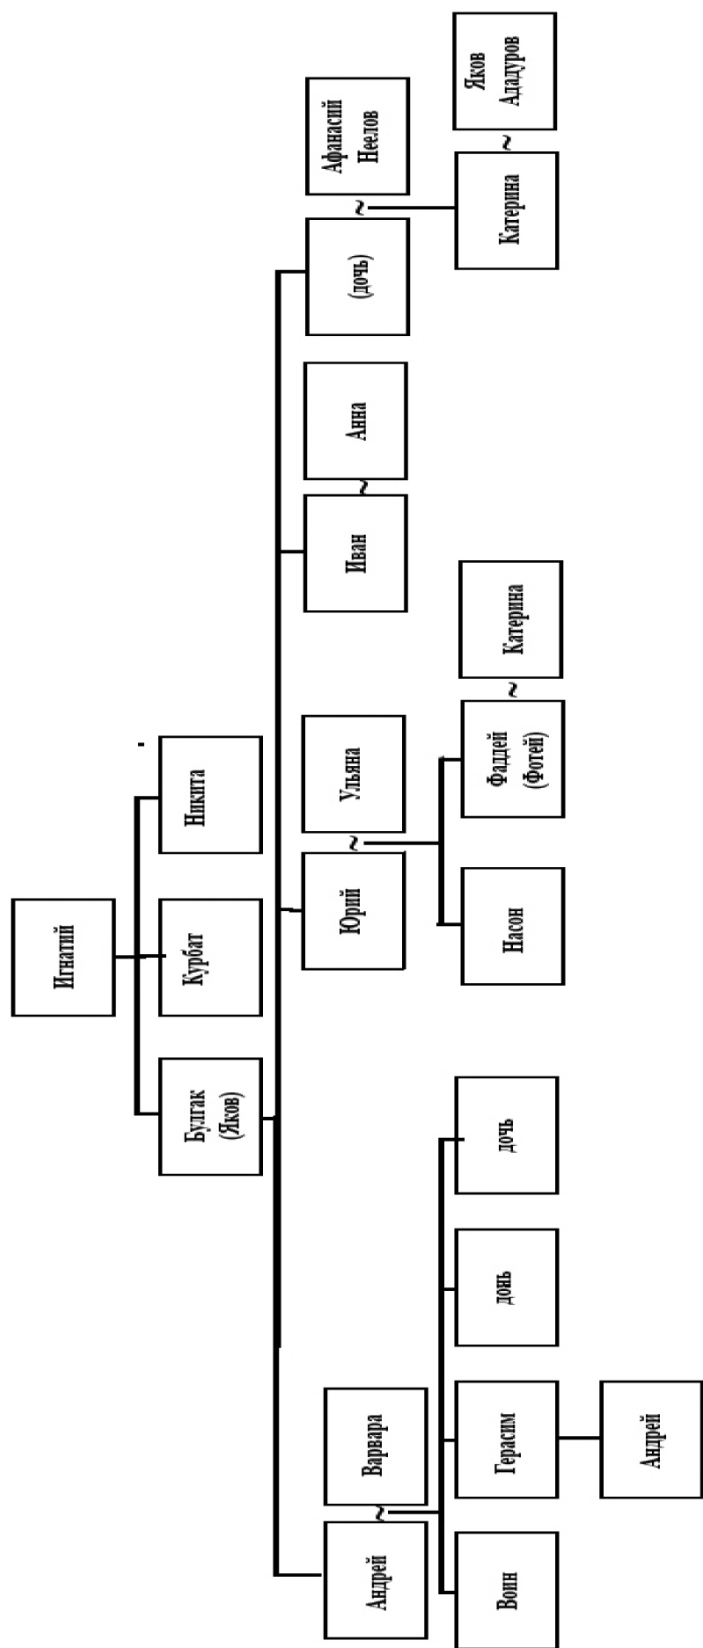 Игнатий
Булгак
(Яков)
Курбат
Никита
Андрей
Варвара
Юрий
Ульяна
Иван
Анна
(дочь)
Афанасий
Неелов
Воин
Герасим
донь
дочь
Насон
Фаддей
(Фотей)
Катерина
Катерина
Яков
Ададуров
Андрей